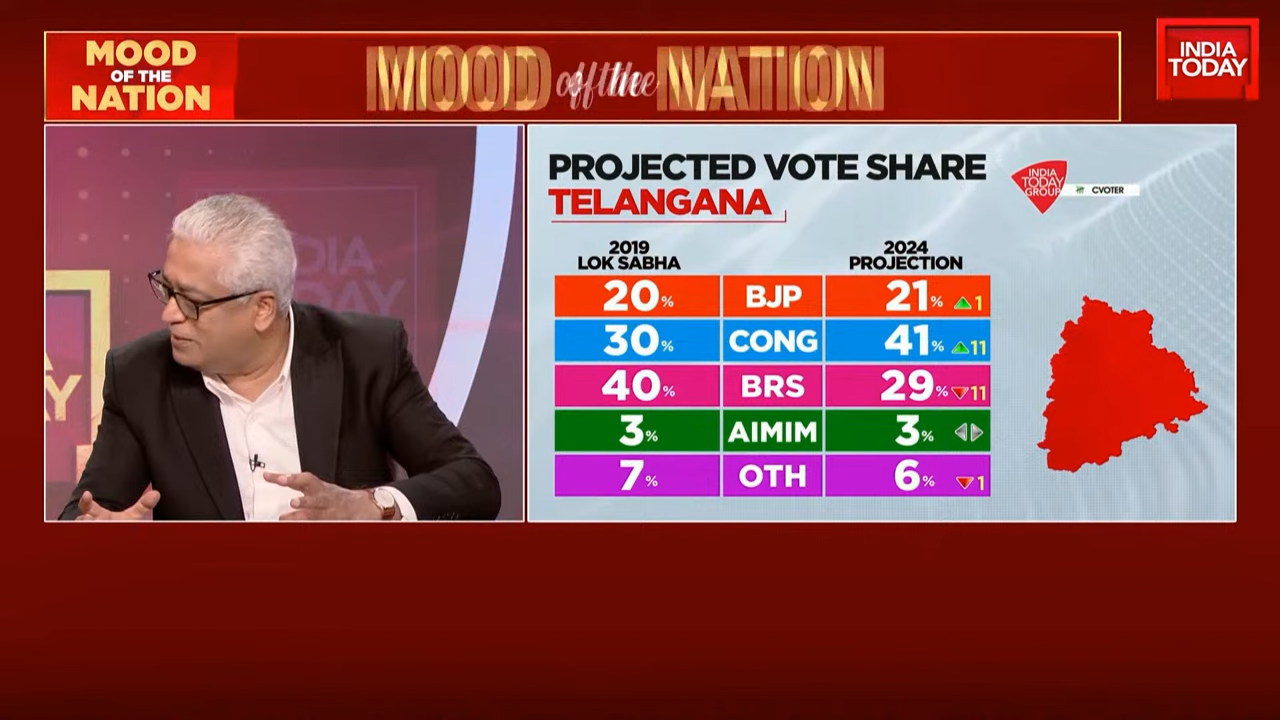 MOOD
OF THE
NATION
MOOD of the NATION
INDIA
TODAY
PROJECTED VOTE SHARE
TELANGANA
INDIA
TODAY
GROUP
CVOTER
2019
LOK SABHA
2024
PROJECTION
20% BJP 21% 1
30% CONG 41% 11
40% BRS 29% 11
3% AIMIM 3%
7% OTH 6% 1